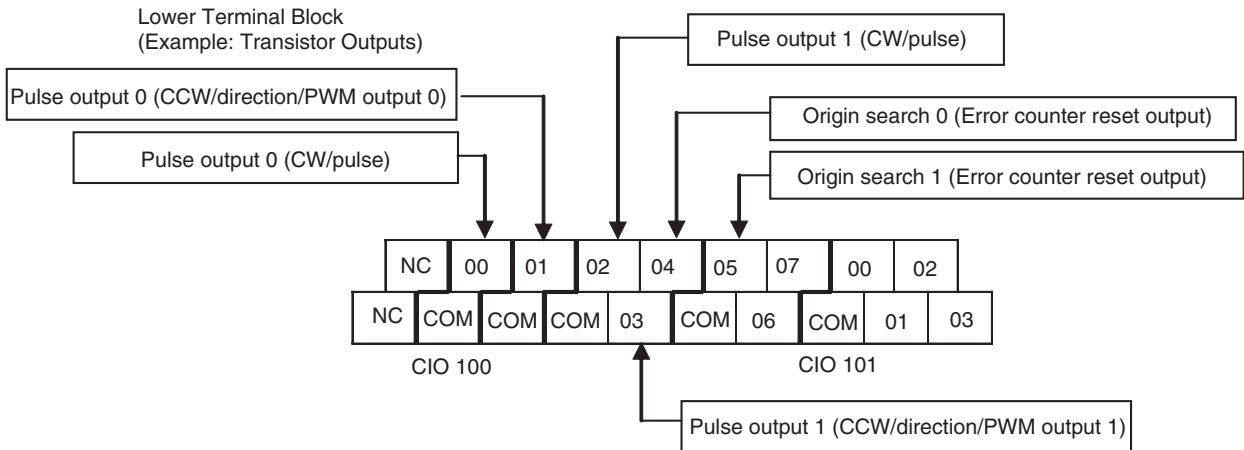 Lower Terminal Block
(Example: Transistor Outputs)
Pulse output 1 (CW/pulse)
Pulse output 0 (CCW/direction/PWM output 0)
Origin search 0 (Error counter reset output)
Pulse output 0 (CW/pulse)
Origin search 1 (Error counter reset output)
NC 00 01 02 04 05 07 00 02
NC COM COM COM 03 COM 06 COM 01 03
CIO 100 CIO 101
Pulse output 1 (CCW/direction/PWM output 1)